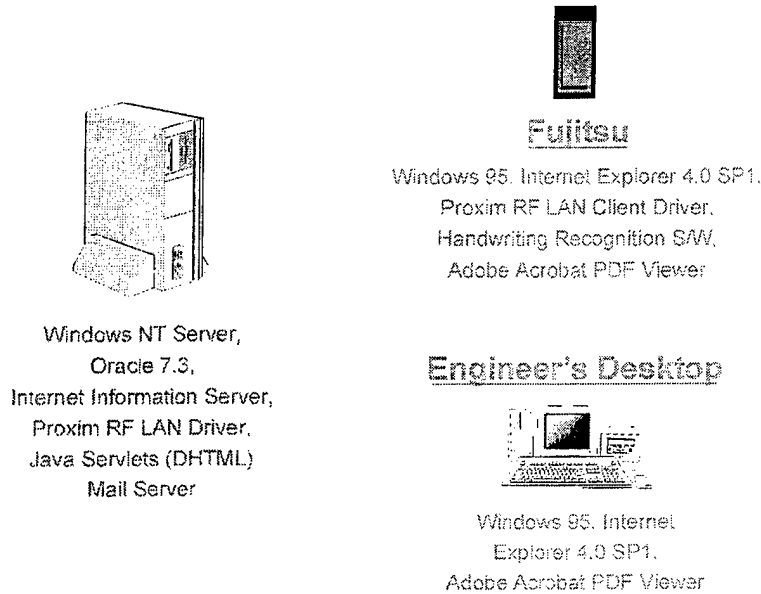 Windows NT Server,
Oracle 7.3,
Internet Information Server,
Proxim RF LAN Driver,
Java Servlets (DHTML)
Mail Server
Fujitsu
Windows 95. Internet Explorer 4.0 SP1.
Proxim RF LAN Client Driver,
Handwriting Recognition S/W,
Adobe Acrobat PDF Viewer
Engineer's Desktop
Windows 95. Internet
Explorer 4.0 SP1.
Adobe Acrobat PDF Viewer